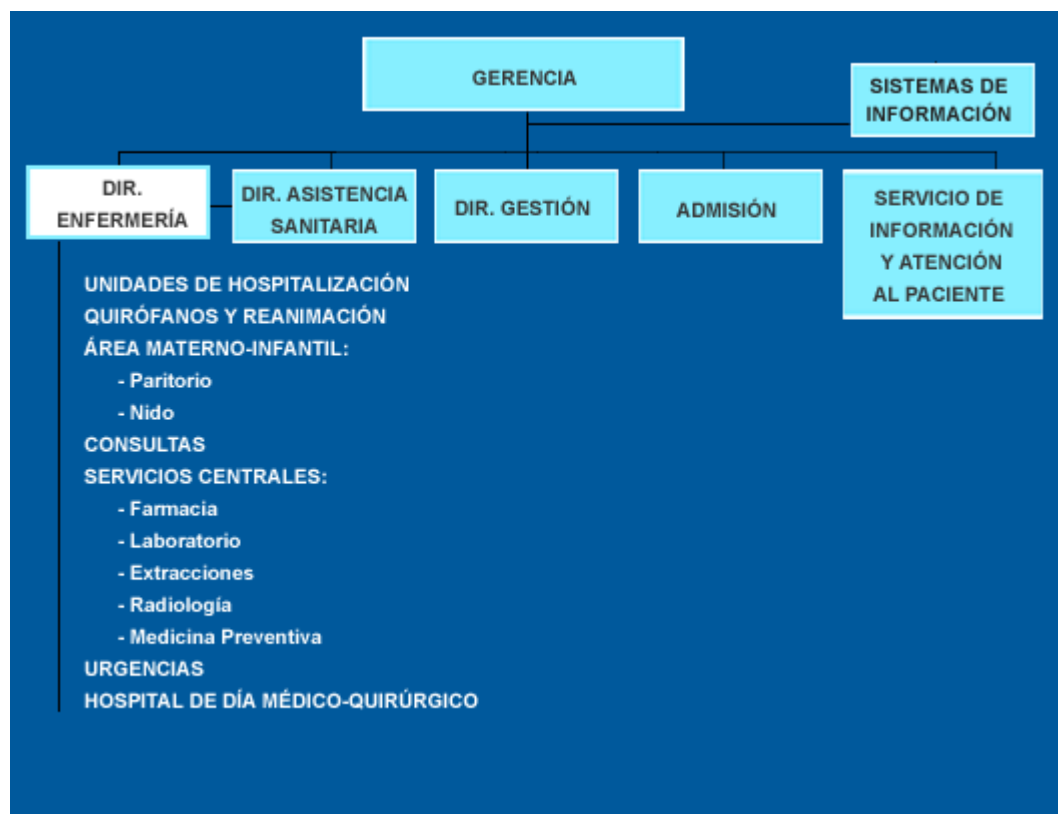 GERENCIA
SISTEMAS DE
INFORMACIÓN
DIR.
ENFERMERÍA
DIR. ASISTENCIA
SANITARIA
DIR. GESTIÓN
ADMISIÓN
SERVICIO DE
INFORMACIÓN
Y ATENCIÓN
AL PACIENTE
UNIDADES DE HOSPITALIZACIÓN
QUIRÓFANOS Y REANIMACIÓN
ÁREA MATERNO-INFANTIL:
- Paritorio
- Nido
CONSULTAS
SERVICIOS CENTRALES:
- Farmacia
- Laboratorio
- Extracciones
- Radiología
- Medicina Preventiva
URGENCIAS
HOSPITAL DE DÍA MÉDICO-QUIRÚRGICO